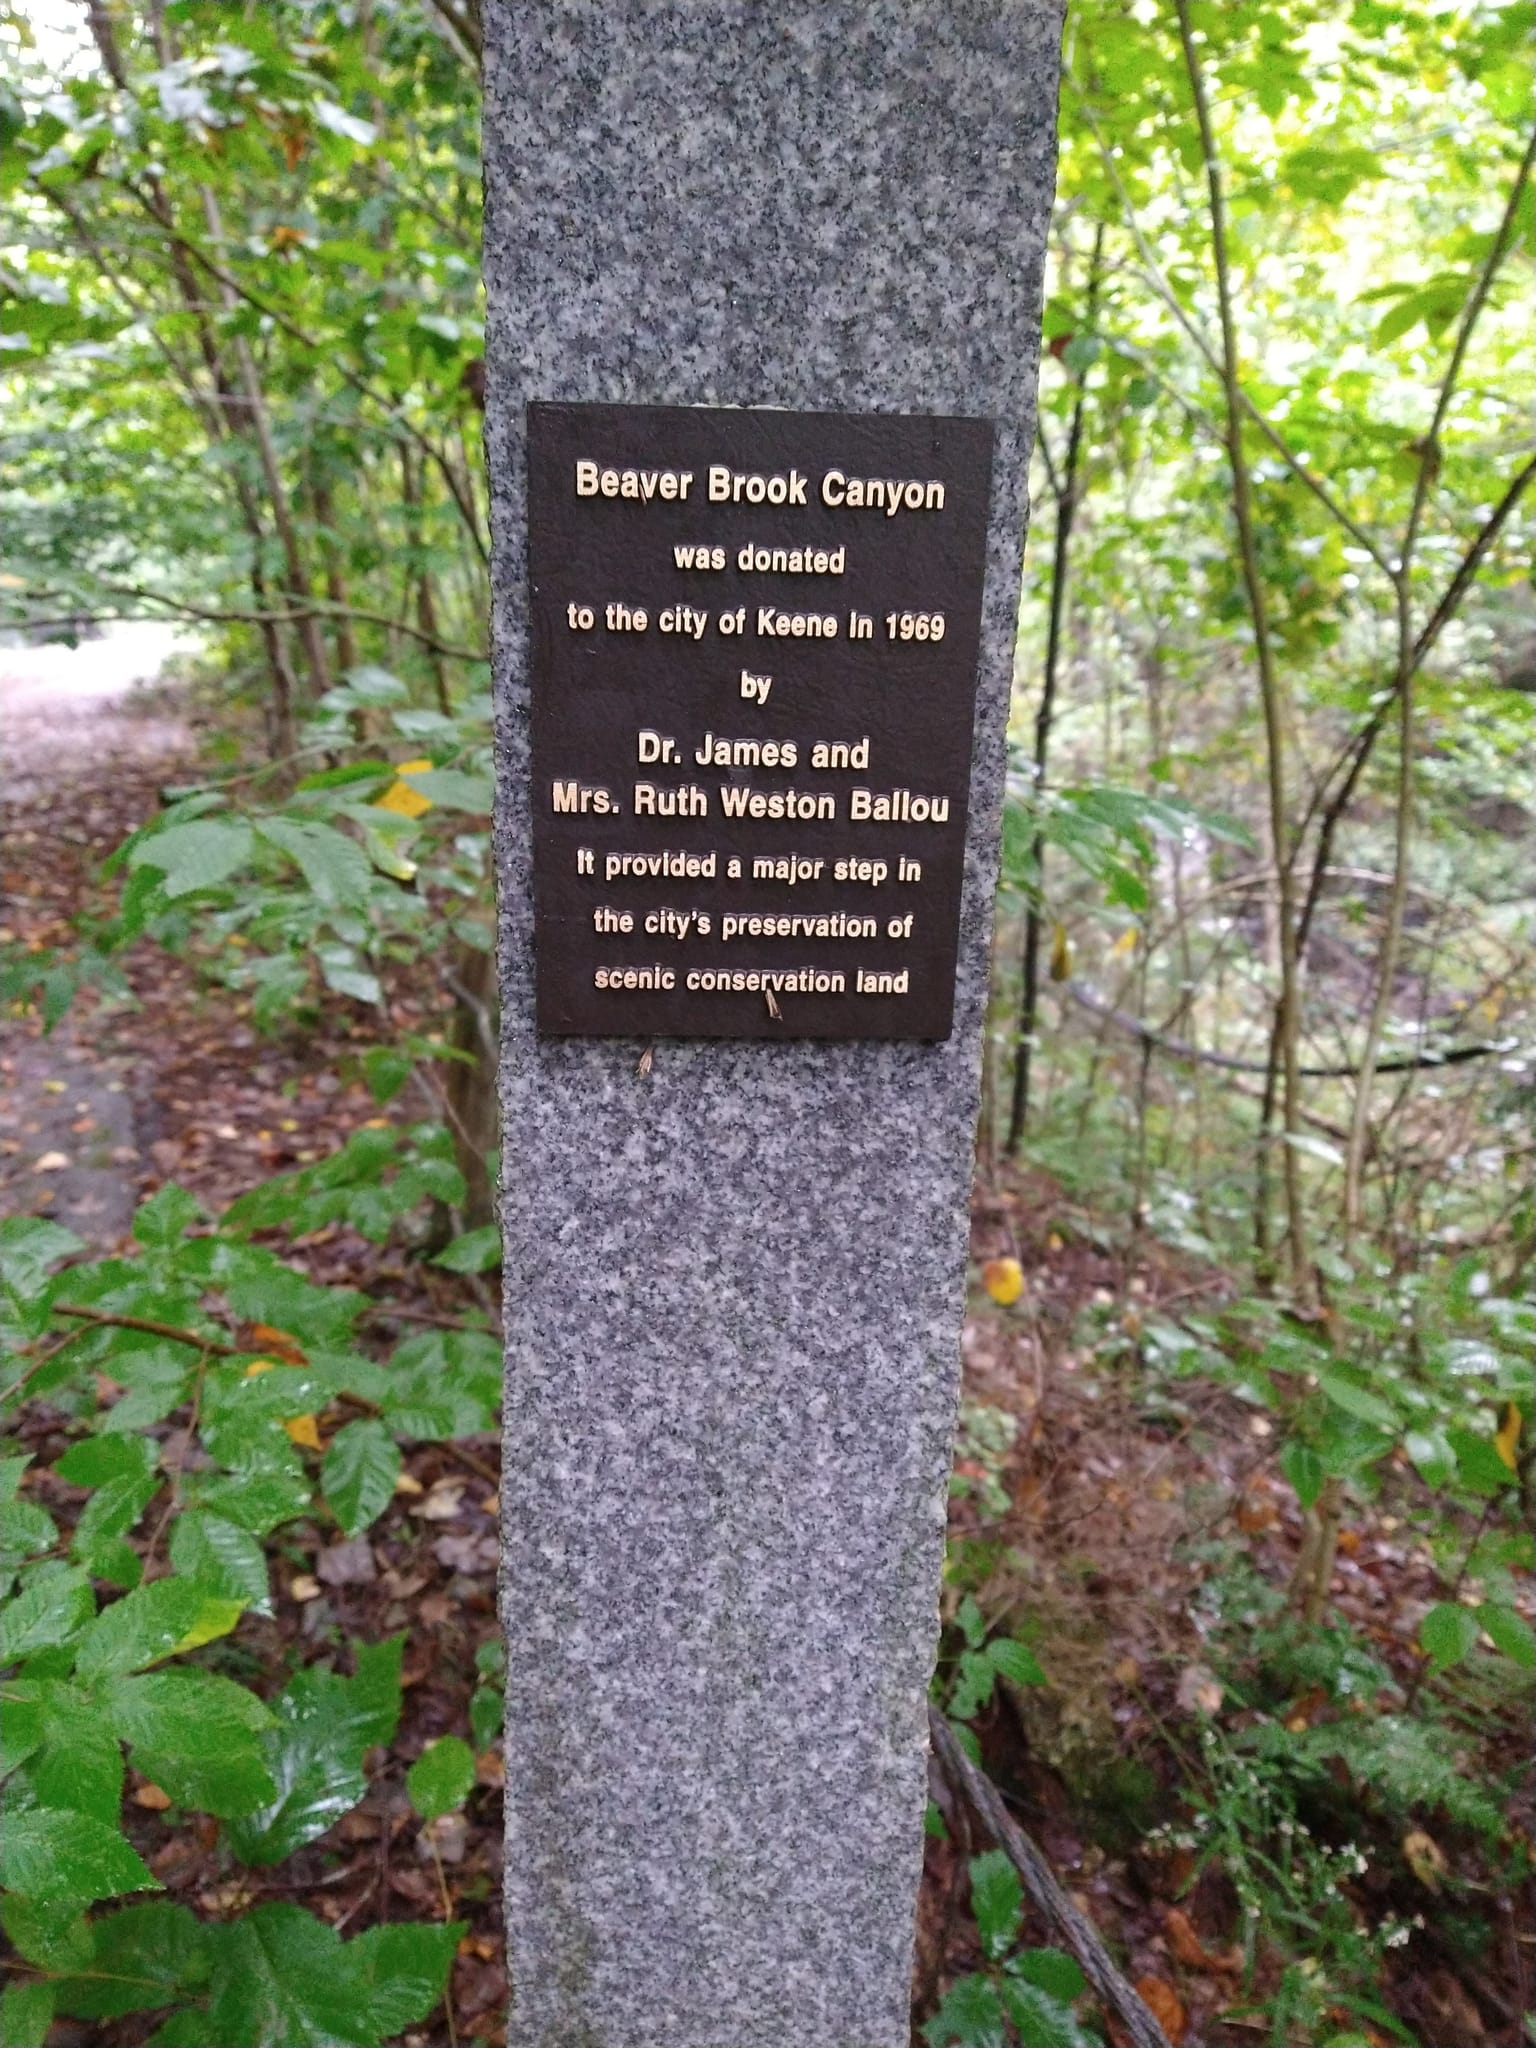 Beaver Brook Canyon
was donated
to the city of Keene in 1969
by
Dr. James and
Mrs. Ruth Weston Ballou
It provided a major step in
the city's preservation of
scenic conservation land